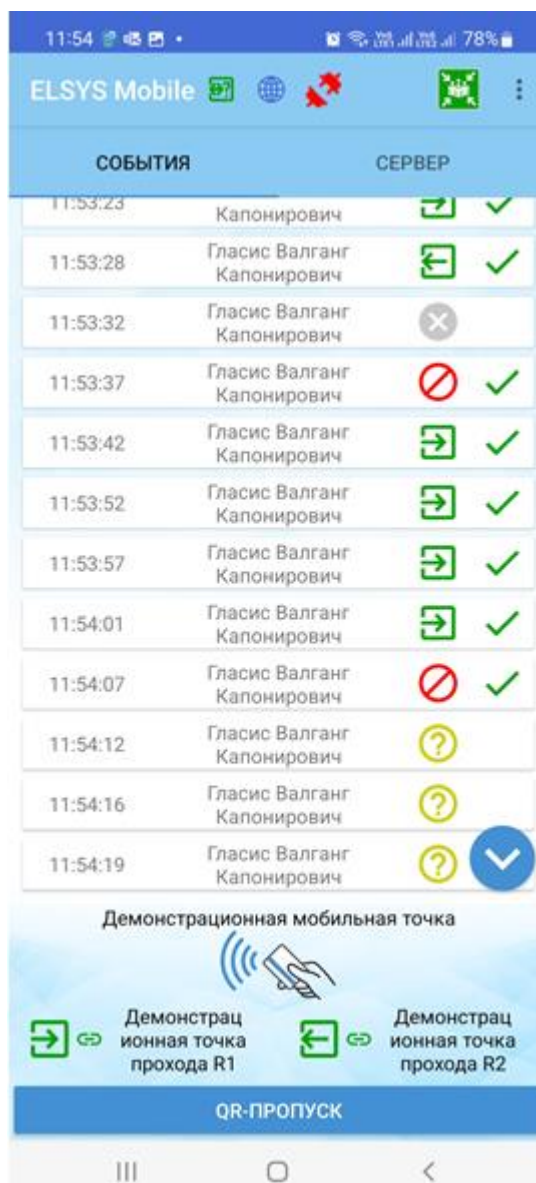 11:54
78%
ELSYS Mobile
СОБЫТИЯ
СЕРВЕР
11:53:23
Капонирович
11:53:28
Гласис Валганг
Капонирович
11:53:32
Гласис Валганг
Капонирович
11:53:37
Гласис Валганг
Капонирович
11:53:42
Гласис Валганг
Капонирович
11:53:52
Гласис Валганг
Капонирович
11:53:57
Гласис Валганг
Капонирович
11:54:01
Гласис Валганг
Капонирович
11:54:07
Гласис Валганг
Капонирович
11:54:12
Гласис Валганг
Капонирович
11:54:16
Гласис Валганг
Капонирович
11:54:19
Гласис Валганг
Капонирович
Демонстрационная мобильная точка
Демонстрац
ионная точка
прохода R1
Демонстрац
ионная точка
прохода R2
QR-ПРОПУСК